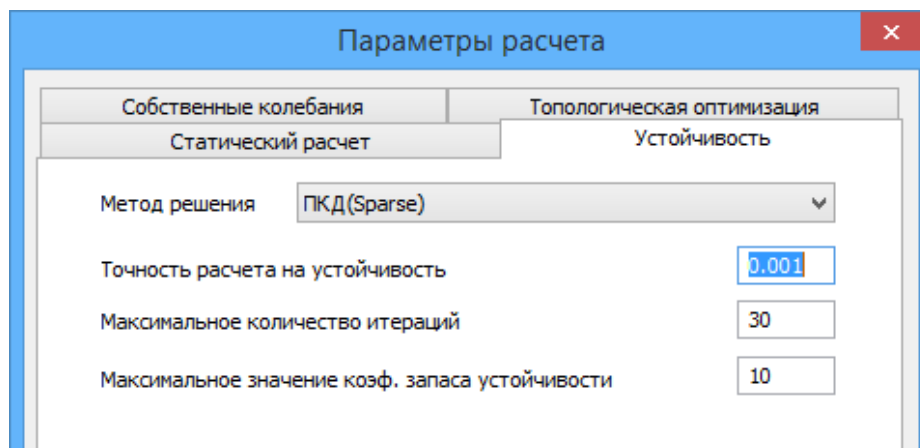 Параметры расчета
Собственные колебания
Топологическая оптимизация
Статический расчет
Устойчивость
Метод решения
ПКД(Sparse)
Точность расчета на устойчивость
0.001
Максимальное количество итераций
30
Максимальное значение коэф. запаса устойчивости
10